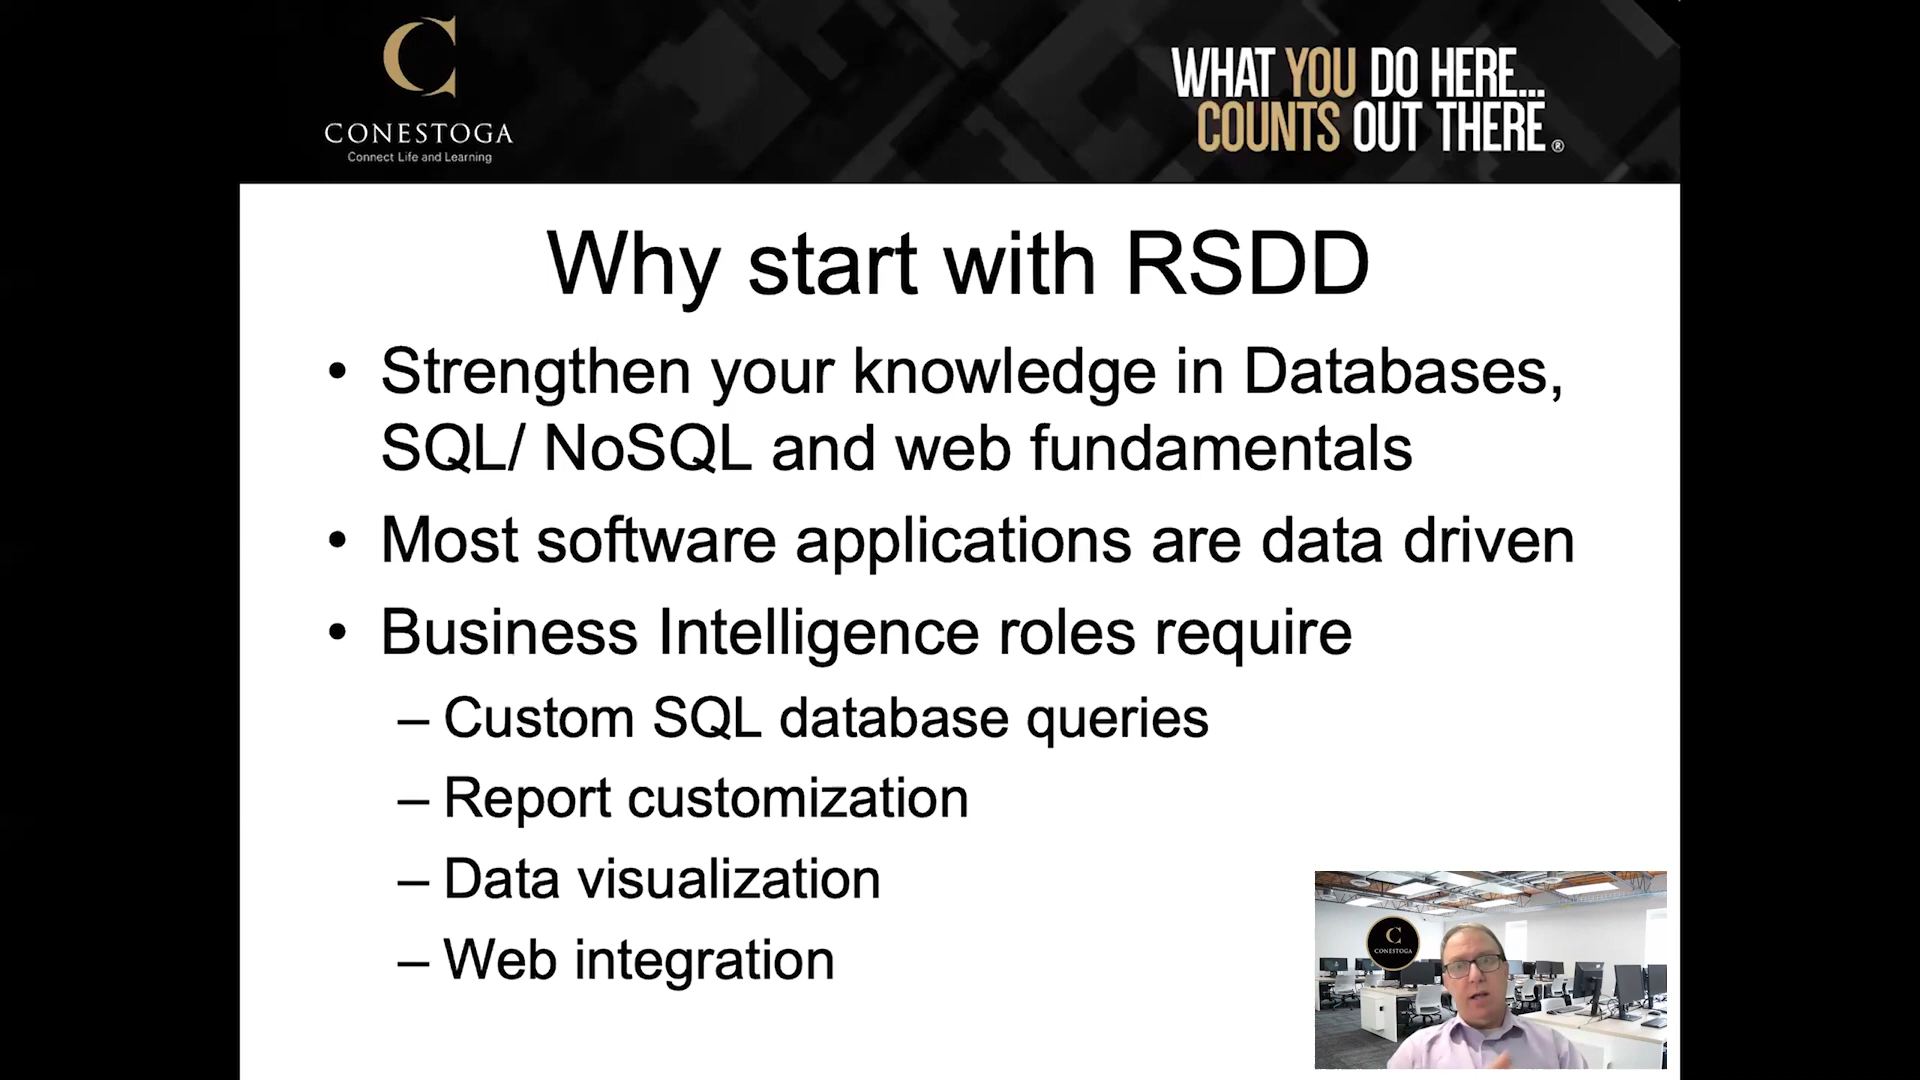 CONESTOGA
Connect Life and Learning
WHAT YOU DO HERE...
COUNTS OUT THERE®
Why start with RSDD
• Strengthen your knowledge in Databases,
SQL/ NoSQL and web fundamentals
• Most software applications are data driven
• Business Intelligence roles require
– Custom SQL database queries
– Report customization
– Data visualization
– Web integration
C
CONESTOGA